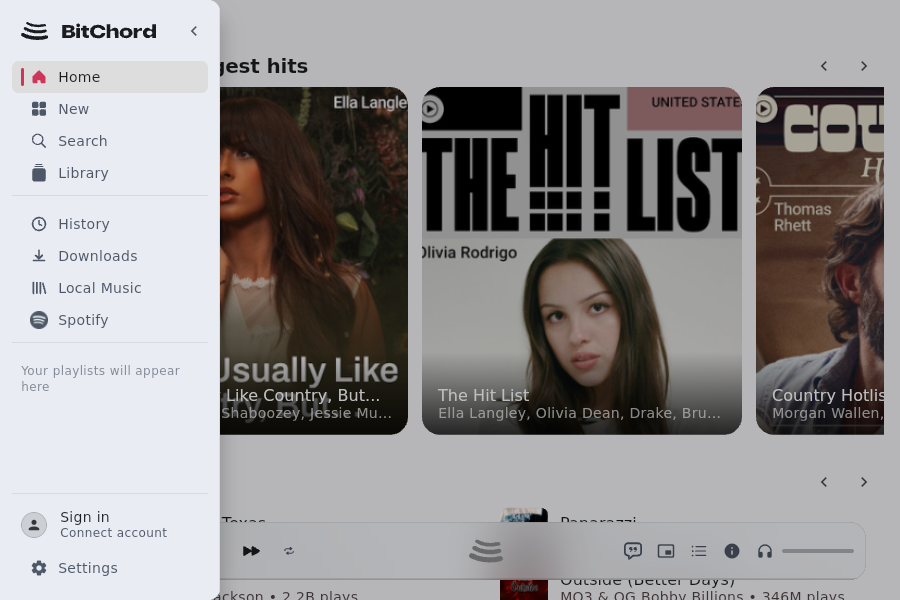 BitChord
Home
New
Search
Library
History
Downloads
Local Music
Spotify
Your playlists will appear
here
Sign in
Connect account
Settings
gest hits
Ella Langle
Usually Like
Like Country, But...
Shaboozey, Jessie Mu...
UNITED STATES
THE HIT LIST
Olivia Rodrigo
The Hit List
Ella Langley, Olivia Dean, Drake, Bru...
COU
H
Thomas
Rhett
Country Hotlis
Morgan Wallen,
Texas
Paparazzi
Outside (Better Days)
ackson • 2.2B plays
MO3 & OG Bobby Billions • 346M plays